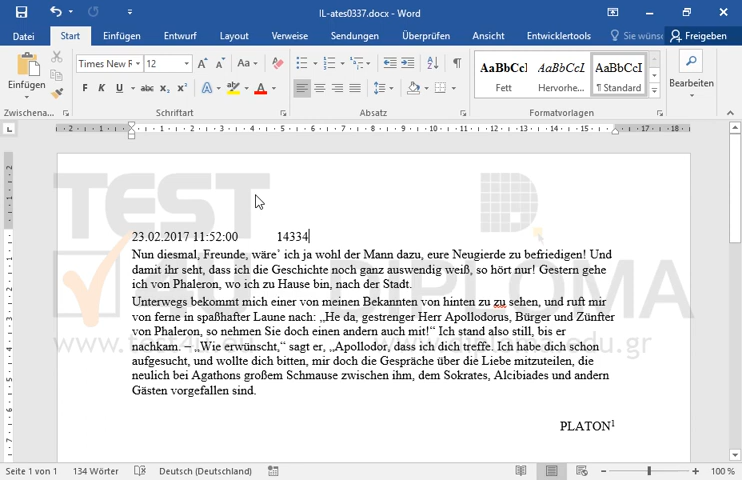 IL-ates0337.docx - Word
Datei Start Einfügen Entwurf Layout Verweise Sendungen Überprüfen Ansicht Entwicklertools Sie wünsc Freigeben
Einfügen
Times New R 12 Aa
F K U abc x₂ x² A A
AaBbCcI AaBbCcL AaBbCcI
Fett Hervorhe... ¶ Standard
Bearbeiten
Zwischena... Schriftart Absatz Formatvorlagen
TEST
DIPLOMA
www.test4u.eu www.diploma.edu.gr
23.02.2017 11:52:00 14334
Nun diesmal, Freunde, wäre` ich ja wohl der Mann dazu, eure Neugierde zu befriedigen! Und
damit ihr seht, dass ich die Geschichte noch ganz auswendig weiß, so hört nur! Gestern gehe
ich von Phaleron, wo ich zu Hause bin, nach der Stadt.
Unterwegs bekommt mich einer von meinen Bekannten von hinten zu zu sehen, und ruft mir
von ferne in spaßhafter Laune nach: „He da, gestrenger Herr Apollodorus, Bürger und Zünfter
von Phaleron, so nehmen Sie doch einen andern auch mit!“ Ich stand also still, bis er
nachkam. – „Wie erwünscht,“ sagt er, „Apollodor, dass ich dich treffe. Ich habe dich schon
aufgesucht, und wollte dich bitten, mir doch die Gespräche über die Liebe mitzuteilen, die
neulich bei Agathons großem Schmause zwischen ihm, dem Sokrates, Alcibiades und andern
Gästen vorgefallen sind.
PLATON¹
Seite 1 von 1 134 Wörter Deutsch (Deutschland) 100 %